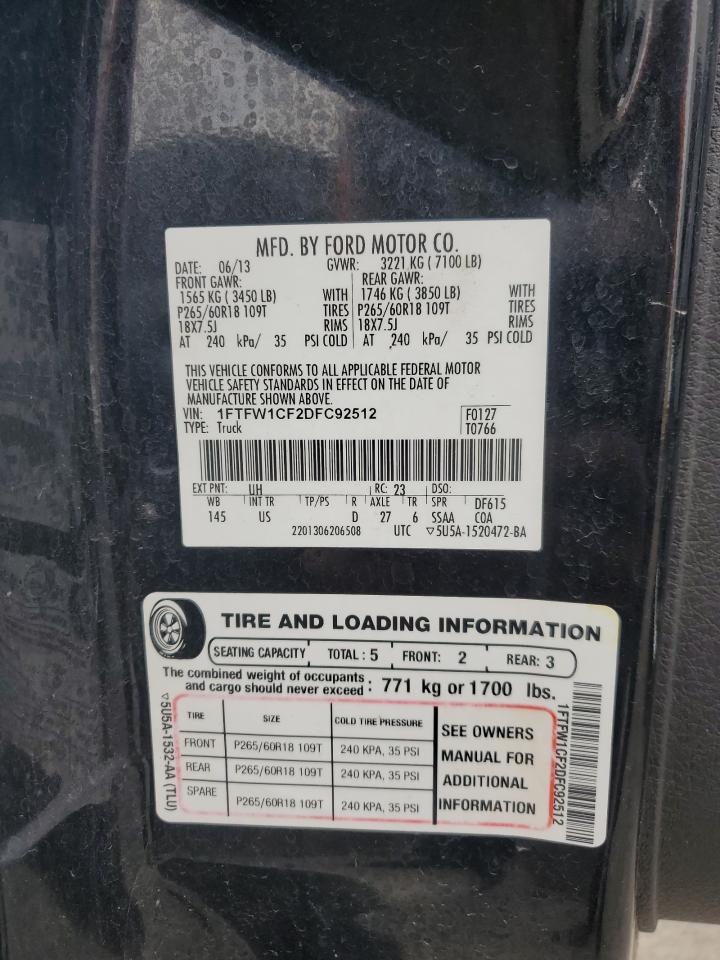 MFD. BY FORD MOTOR CO.
DATE: 06/13 GVWR: 3221 KG ( 7100 LB)
FRONT GAWR: REAR GAWR:
1565 KG ( 3450 LB) WITH 1746 KG ( 3850 LB) WITH
P265/60R18 109T TIRES P265/60R18 109T TIRES
18X7.5J RIMS 18X7.5J RIMS
AT 240 kPa/ 35 PSI COLD AT 240 kPa/ 35 PSI COLD
THIS VEHICLE CONFORMS TO ALL APPLICABLE FEDERAL MOTOR
VEHICLE SAFETY STANDARDS IN EFFECT ON THE DATE OF
MANUFACTURE SHOWN ABOVE.
VIN: 1FTFW1CF2DFC92512 F0127
TYPE: Truck T0766
EXT PNT: UH RC: 23 DSO:
WB INT TR TP/PS R AXLE TR SPR DF615
145 US D 27 6 SSAA COA
2201306206508 UTC ▽5U5A-1520472-BA
TIRE AND LOADING INFORMATION
SEATING CAPACITY TOTAL : 5 FRONT: 2 REAR: 3
The combined weight of occupants
and cargo should never exceed : 771 kg or 1700 lbs.
TIRE SIZE COLD TIRE PRESSURE
FRONT P265/60R18 109T 240 KPA, 35 PSI
REAR P265/60R18 109T 240 KPA, 35 PSI
SPARE P265/60R18 109T 240 KPA, 35 PSI
SEE OWNERS
MANUAL FOR
ADDITIONAL
INFORMATION
▽5U5A-1532-AA (TLU)
1FTFW1CF2DFC92512